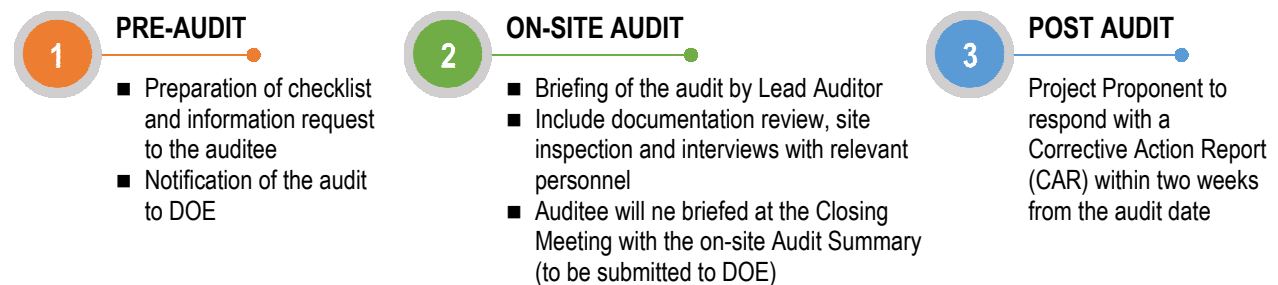 1
PRE-AUDIT
■ Preparation of checklist
and information request
to the auditee
■ Notification of the audit
to DOE
2
ON-SITE AUDIT
■ Briefing of the audit by Lead Auditor
■ Include documentation review, site
inspection and interviews with relevant
personnel
■ Auditee will ne briefed at the Closing
Meeting with the on-site Audit Summary
(to be submitted to DOE)
3
POST AUDIT
Project Proponent to
respond with a
Corrective Action Report
(CAR) within two weeks
from the audit date